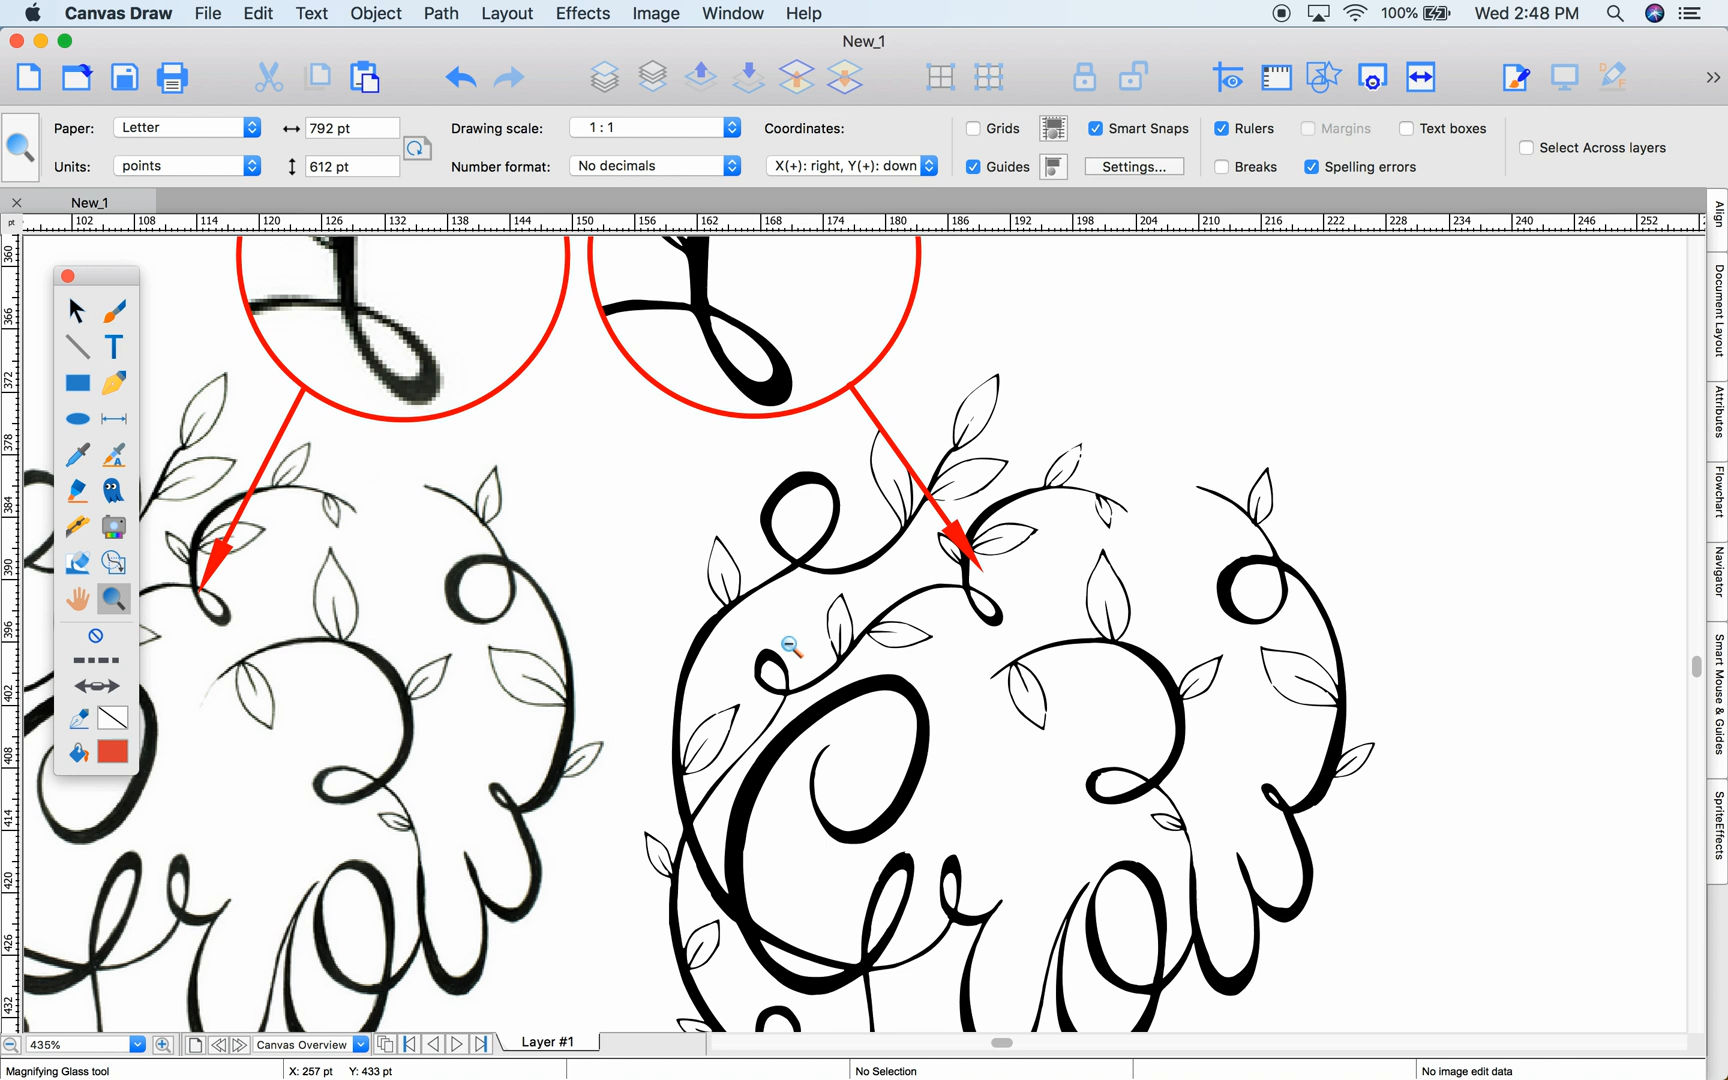 Canvas Draw File Edit Text Object Path Layout Effects Image Window Help 100% Wed 2:48 PM
New_1
Paper: Letter 792 pt Drawing scale: 1 : 1 Coordinates: Grids Smart Snaps Rulers Margins Text boxes
Select Across layers
Units: points 612 pt Number format: No decimals X(+): right, Y(+): down Guides Settings... Breaks Spelling errors
New_1
pt 102 108 114 120 126 132 138 144 150 156 162 168 174 180 186 192 198 204 210 216 222 228 234 240 246 252
360
366
372
378
384
390
396
402
408
414
420
426
432
T
A
Align
Document Layout
Attributes
Flowchart
Navigator
Smart Mouse & Guides
SpriteEffects
Grow
Grow
435% Canvas Overview Layer #1
Magnifying Glass tool X: 257 pt Y: 433 pt No Selection No image edit data